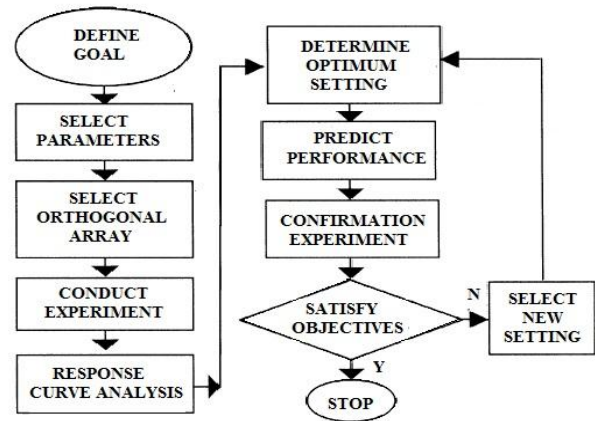 DEFINE
GOAL
SELECT
PARAMETERS
SELECT
ORTHOGONAL
ARRAY
CONDUCT
EXPERIMENT
RESPONSE
CURVE ANALYSIS
DETERMINE
OPTIMUM
SETTING
PREDICT
PERFORMANCE
CONFIRMATION
EXPERIMENT
SATISFY
OBJECTIVES
N
SELECT
NEW
SETTING
Y
STOP